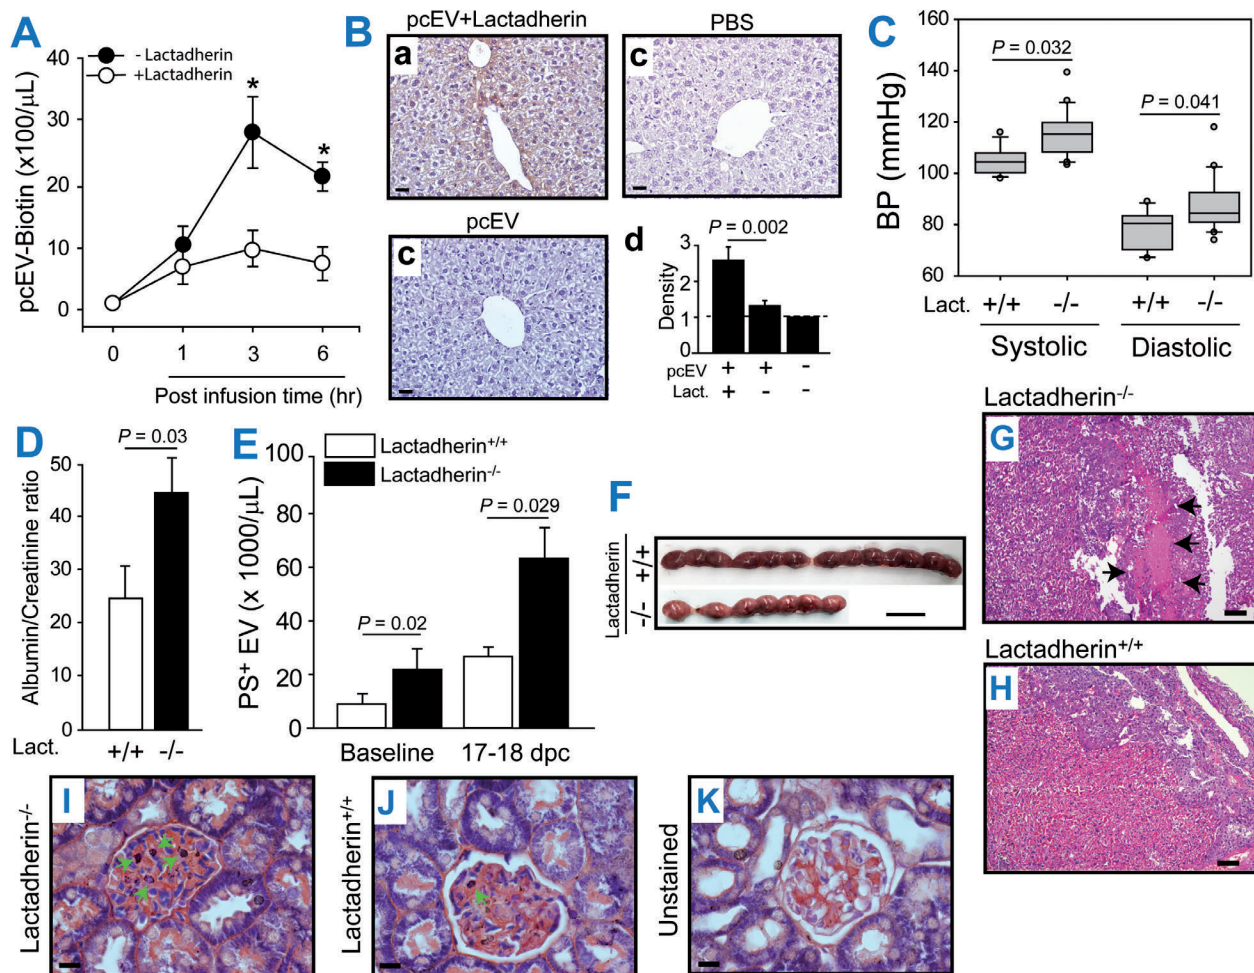 A
- Lactadherin
+Lactadherin
pcEV-Biotin (x100/µL)
40
30
20
10
0
*
*
0 1 3 6
Post infusion time (hr)
B
pcEV+Lactadherin
a
PBS
c
pcEV
c
d
P = 0.002
Density
3
2
1
0
pcEV + + -
Lact. + - -
C
BP (mmHg)
160
140
120
100
80
60
P = 0.032
P = 0.041
Lact. +/+ -/- +/+ -/-
Systolic Diastolic
D
P = 0.03
Albumin/Creatinine ratio
50
40
30
20
10
0
Lact. +/+ -/-
E
Lactadherin+/+
Lactadherin-/-
PS+ EV (x 1000/µL)
100
80
60
40
20
0
P = 0.02
P = 0.029
Baseline 17-18 dpc
F
Lactadherin
+/+
-/-
Lactadherin-/-
G
Lactadherin+/+
H
Lactadherin-/-
I
Lactadherin+/+
J
Unstained
K